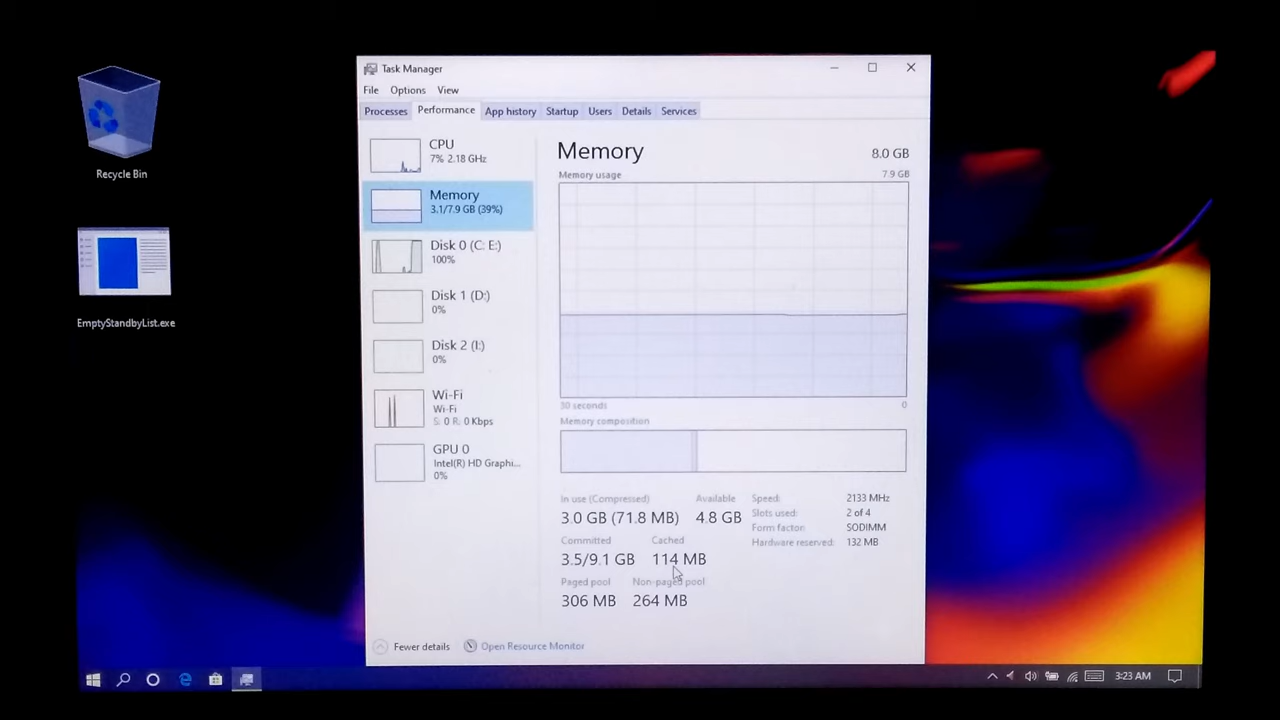 Recycle Bin
EmptyStandbyList.exe
Task Manager
File Options View
Processes Performance App history Startup Users Details Services
CPU
7% 2.18 GHz
Memory
3.1/7.9 GB (39%)
Disk 0 (C: E:)
100%
Disk 1 (D:)
0%
Disk 2 (I:)
0%
Wi-Fi
Wi-Fi
S: 0 R: 0 Kbps
GPU 0
Intel(R) HD Graphi...
0%
Memory 8.0 GB
Memory usage 7.9 GB
30 seconds 0
Memory composition
In use (Compressed) Available
3.0 GB (71.8 MB) 4.8 GB
Committed Cached
3.5/9.1 GB 114 MB
Paged pool Non-paged pool
306 MB 264 MB
Speed: 2133 MHz
Slots used: 2 of 4
Form factor: SODIMM
Hardware reserved: 132 MB
Fewer details Open Resource Monitor
3:23 AM